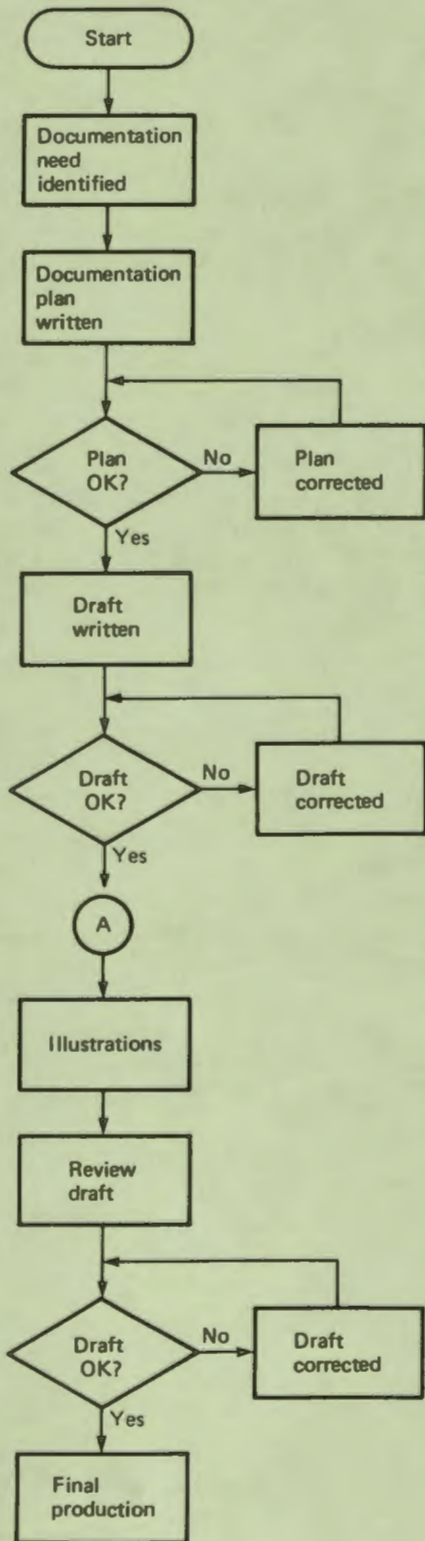 Start
Documentation
need
identified
Documentation
plan
written
Plan
OK?
No
Plan
corrected
Yes
Draft
written
Draft
OK?
No
Draft
corrected
Yes
A
Illustrations
Review
draft
Draft
OK?
No
Draft
corrected
Yes
Final
production